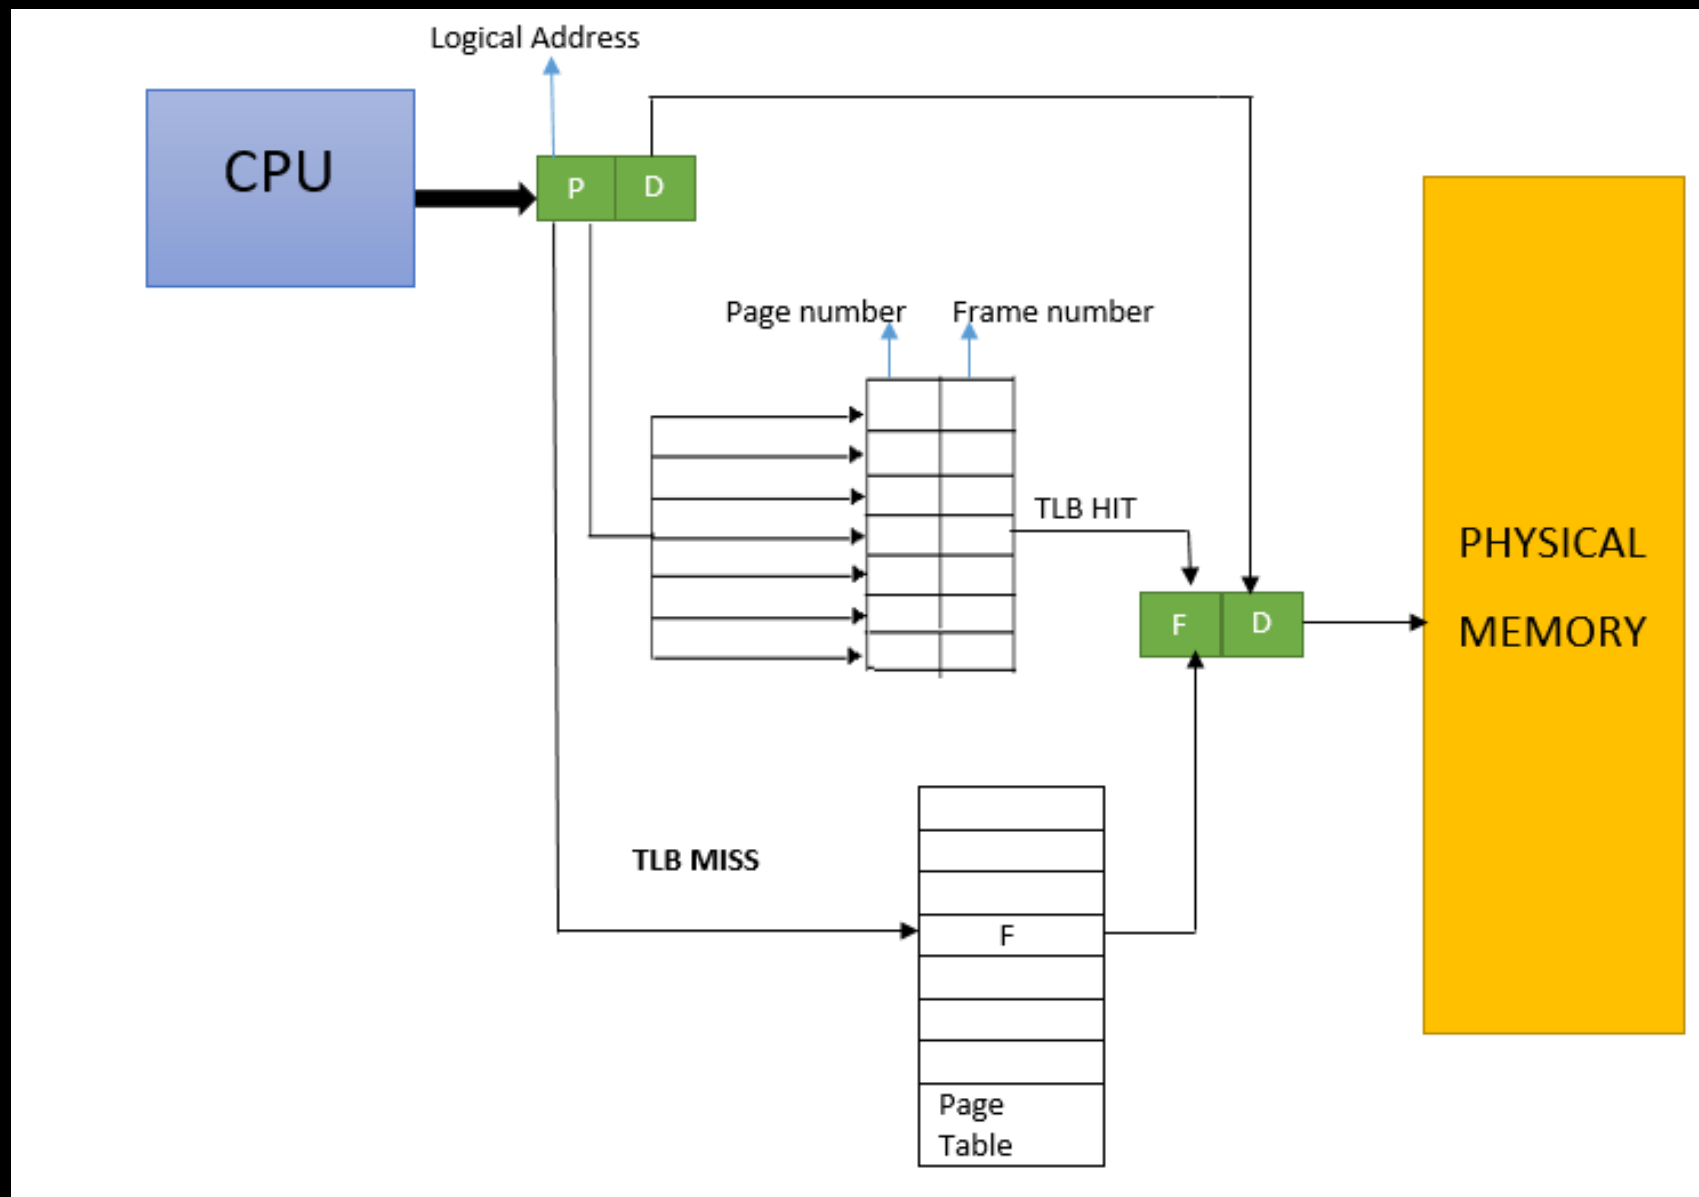 Logical Address
CPU
P D
Page number Frame number
TLB HIT
F D
PHYSICAL
MEMORY
TLB MISS
F
Page
Table